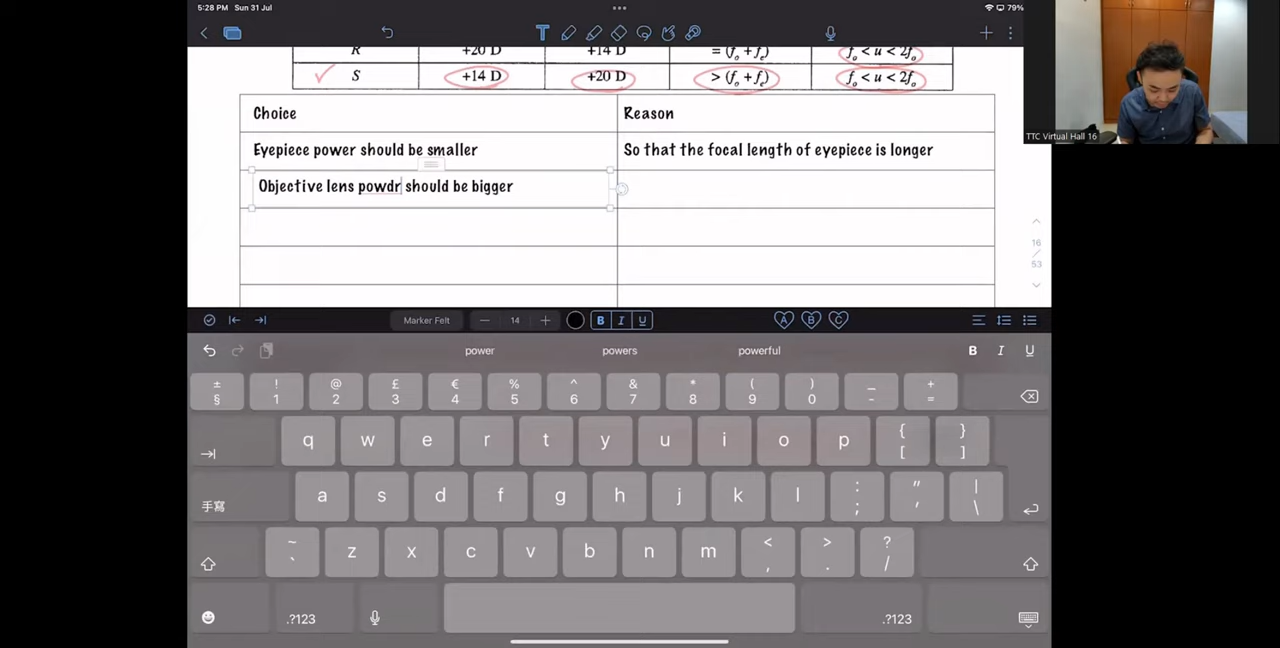 5:28 PM Sun 31 Jul
79%
R +20 D +14 D = (fo + fe) fo < u < 2fo
S +14 D +20 D > (fo + fe) fo < u < 2fo
Choice Reason
Eyepiece power should be smaller So that the focal length of eyepiece is longer
Objective lens powdr should be bigger
16
/
53
TTC Virtual Hall 16
Marker Felt — 14 + B I U A B C
power powers powerful B I U
± ! @ £ € % ^ & * ( ) _ +
§ 1 2 3 4 5 6 7 8 9 0 - =
q w e r t y u i o p { [ } ]
手寫 a s d f g h j k l : ; " ' | \
~ ` z x c v b n m < , > . ? /
.?123 .?123